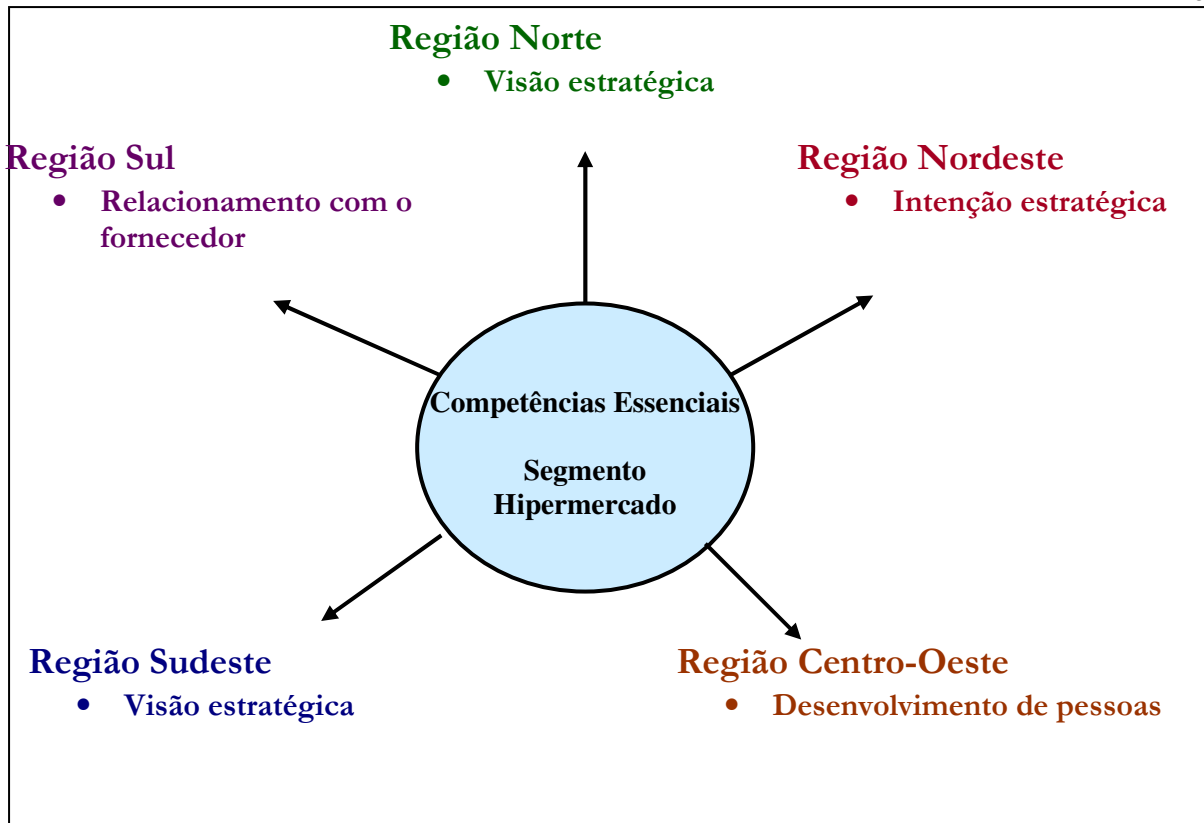 Região Norte
• Visão estratégica
Região Sul
• Relacionamento com o
fornecedor
Região Nordeste
• Intenção estratégica
Competências Essenciais
Segmento
Hipermercado
Região Sudeste
• Visão estratégica
Região Centro-Oeste
• Desenvolvimento de pessoas